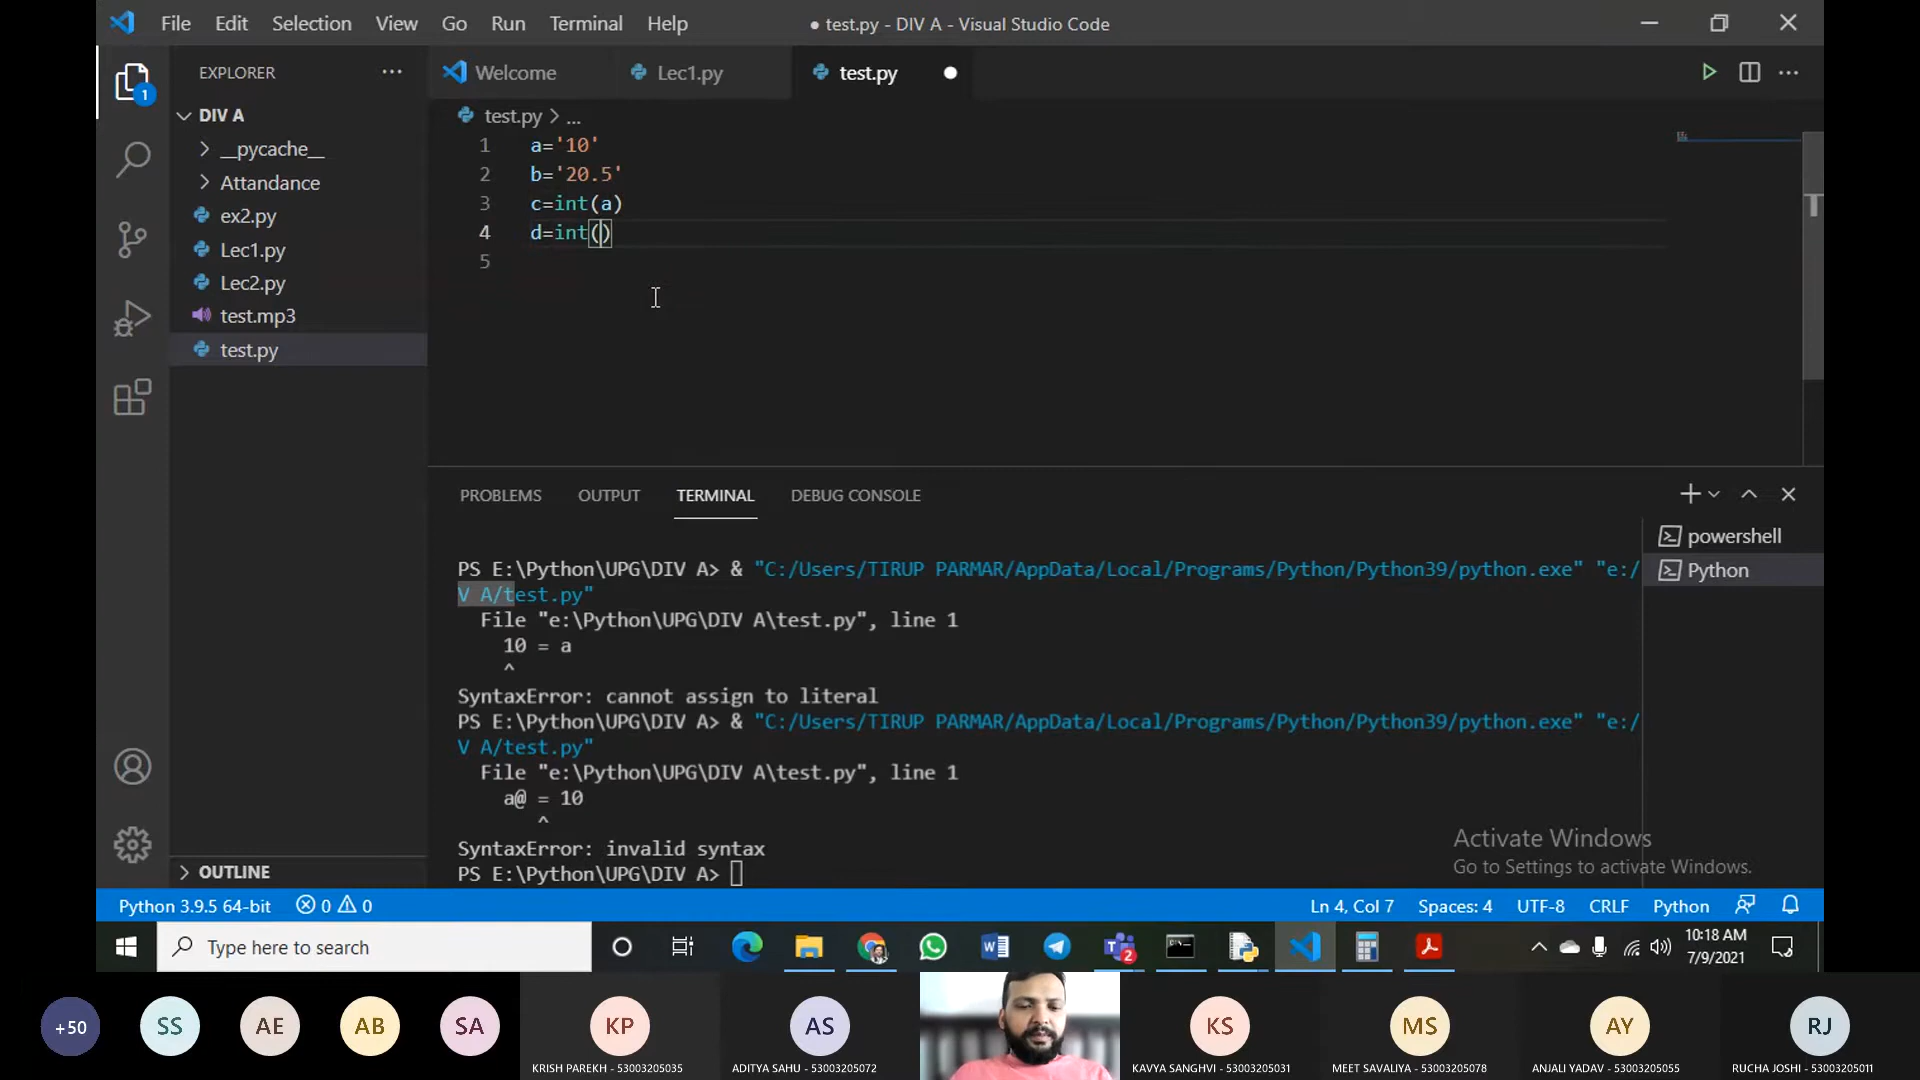 File Edit Selection View Go Run Terminal Help
● test.py - DIV A - Visual Studio Code
EXPLORER
Welcome
Lec1.py
test.py
1
DIV A
test.py > ...
__pycache__
Attandance
ex2.py
Lec1.py
Lec2.py
test.mp3
test.py
1 a='10'
2 b='20.5'
3 c=int(a)
4 d=int()
5
PROBLEMS OUTPUT TERMINAL DEBUG CONSOLE
powershell
Python
PS E:\Python\UPG\DIV A> & "C:/Users/TIRUP PARMAR/AppData/Local/Programs/Python/Python39/python.exe" "e:/
V A/test.py"
File "e:\Python\UPG\DIV A\test.py", line 1
10 = a
^
SyntaxError: cannot assign to literal
PS E:\Python\UPG\DIV A> & "C:/Users/TIRUP PARMAR/AppData/Local/Programs/Python/Python39/python.exe" "e:/
V A/test.py"
File "e:\Python\UPG\DIV A\test.py", line 1
a@ = 10
^
SyntaxError: invalid syntax
PS E:\Python\UPG\DIV A>
Activate Windows
Go to Settings to activate Windows.
OUTLINE
Python 3.9.5 64-bit 0 0
Ln 4, Col 7 Spaces: 4 UTF-8 CRLF Python
Type here to search
2
10:18 AM
7/9/2021
+50 SS AE AB SA KP AS KS MS AY RJ
KRISH PAREKH - 53003205035
ADITYA SAHU - 53003205072
KAVYA SANGHVI - 53003205031
MEET SAVALIYA - 53003205078
ANJALI YADAV - 53003205055
RUCHA JOSHI - 53003205011